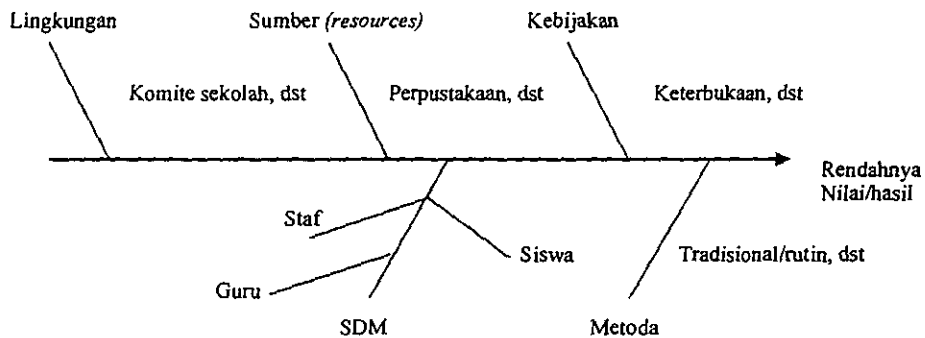 Lingkungan
Sumber (resources)
Kebijakan
Komite sekolah, dst
Perpustakaan, dst
Keterbukaan, dst
Rendahnya
Nilai/hasil
Staf
Siswa
Tradisional/rutin, dst
Guru
SDM
Metoda